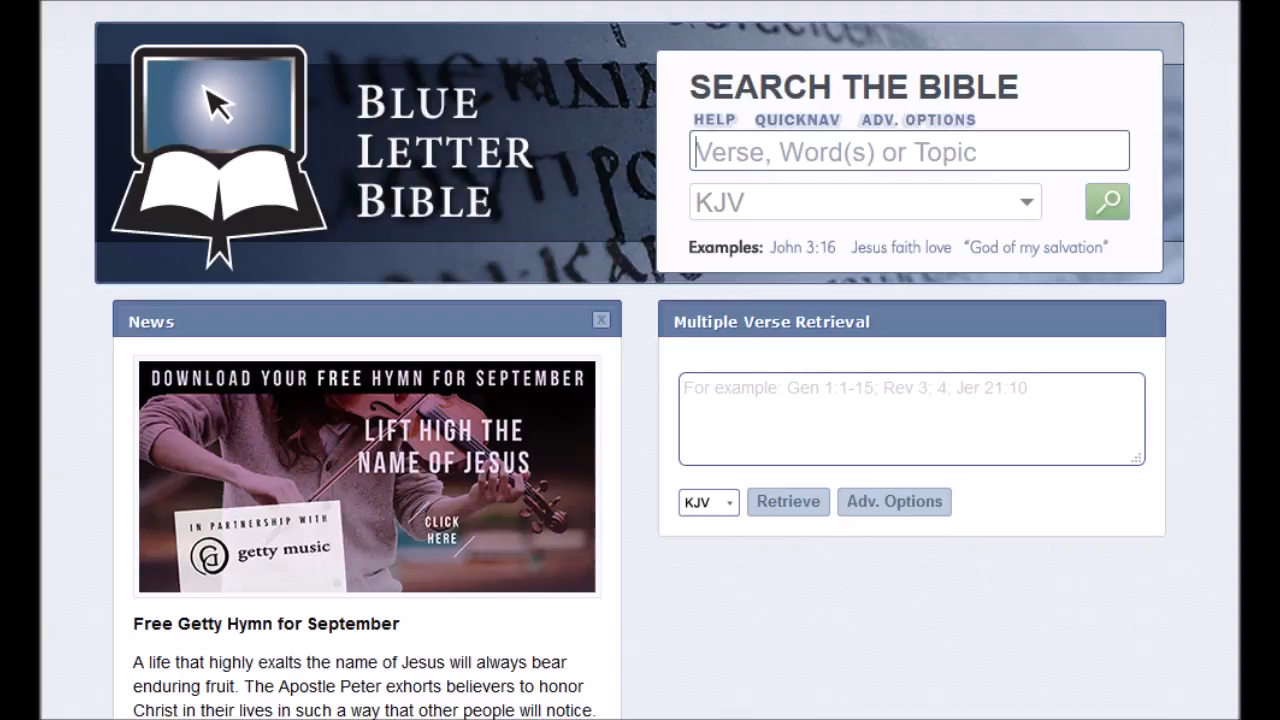 BLUE
LETTER
BIBLE
SEARCH THE BIBLE
HELP QUICKNAV ADV. OPTIONS
Verse, Word(s) or Topic
KJV
Examples: John 3:16 Jesus faith love “God of my salvation”
News
x
DOWNLOAD YOUR FREE HYMN FOR SEPTEMBER
LIFT HIGH THE
NAME OF JESUS
IN PARTNERSHIP WITH
getty music
CLICK
HERE
Free Getty Hymn for September
A life that highly exalts the name of Jesus will always bear
enduring fruit. The Apostle Peter exhorts believers to honor
Christ in their lives in such a way that other people will notice.
Multiple Verse Retrieval
For example: Gen 1:1-15; Rev 3; 4; Jer 21:10
KJV Retrieve Adv. Options